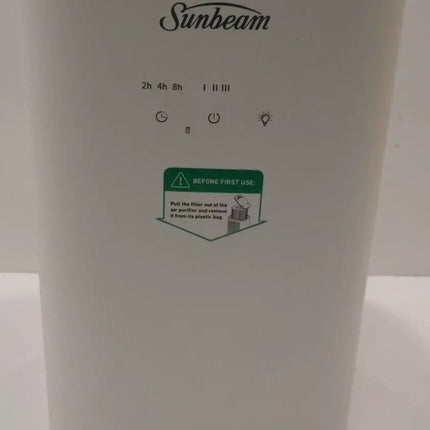 Sunbeam
2h 4h 8h I II III
BEFORE FIRST USE:
Pull the filter out of the
air purifier and remove
it from its plastic bag.